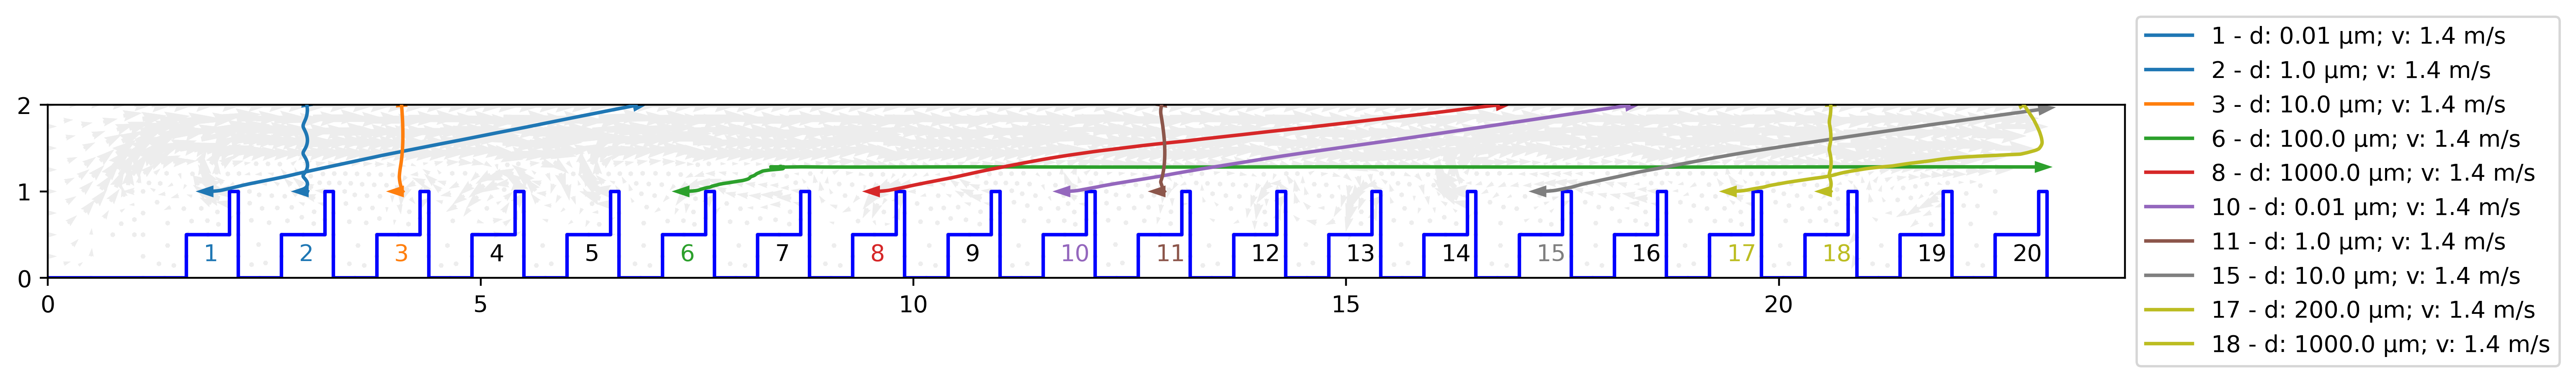 1 - d: 0.01 μm; v: 1.4 m/s
2 - d: 1.0 μm; v: 1.4 m/s
3 - d: 10.0 μm; v: 1.4 m/s
6 - d: 100.0 μm; v: 1.4 m/s
8 - d: 1000.0 μm; v: 1.4 m/s
10 - d: 0.01 μm; v: 1.4 m/s
11 - d: 1.0 μm; v: 1.4 m/s
15 - d: 10.0 μm; v: 1.4 m/s
17 - d: 200.0 μm; v: 1.4 m/s
18 - d: 1000.0 μm; v: 1.4 m/s
2
1
0
1 2 3 4 5 6 7 8 9 10 11 12 13 14 15 16 17 18 19 20
0 5 10 15 20